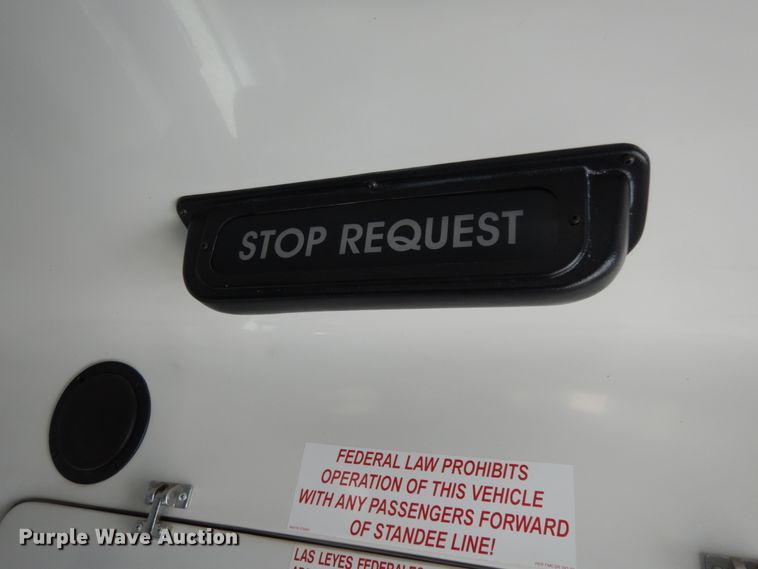 STOP REQUEST
FEDERAL LAW PROHIBITS
OPERATION OF THIS VEHICLE
WITH ANY PASSENGERS FORWARD
OF STANDEE LINE!
LAS LEYES FEDERALES
Purple Wave Auction